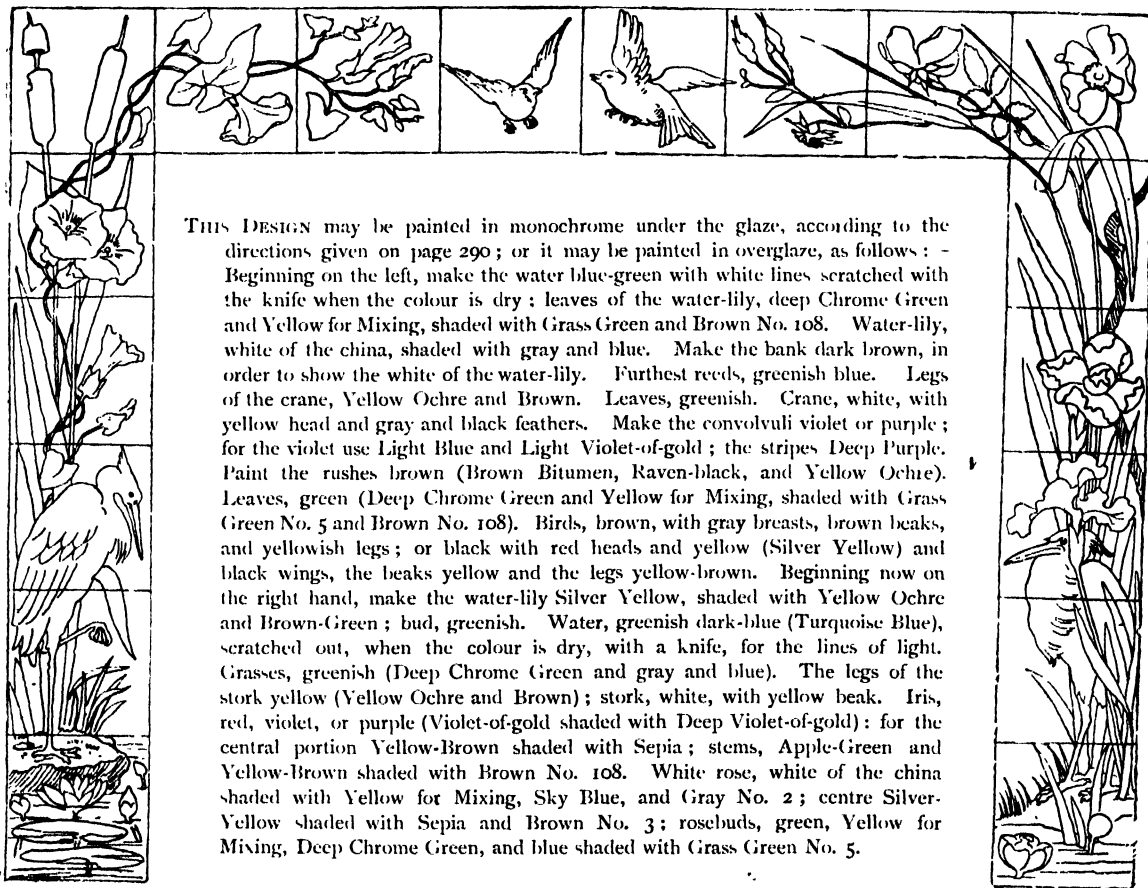 THIS DESIGN may be painted in monochrome under the glaze, according to the
directions given on page 290; or it may be painted in overglaze, as follows: -
Beginning on the left, make the water blue-green with white lines scratched with
the knife when the colour is dry; leaves of the water-lily, deep Chrome Green
and Yellow for Mixing, shaded with Grass Green and Brown No. 108. Water-lily,
white of the china, shaded with gray and blue. Make the bank dark brown, in
order to show the white of the water-lily. Furthest reeds, greenish blue. Legs
of the crane, Yellow Ochre and Brown. Leaves, greenish. Crane, white, with
yellow head and gray and black feathers. Make the convolvuli violet or purple;
for the violet use Light Blue and Light Violet-of-gold; the stripes Deep Purple.
Paint the rushes brown (Brown Bitumen, Raven-black, and Yellow Ochre).
Leaves, green (Deep Chrome Green and Yellow for Mixing, shaded with Grass
Green No. 5 and Brown No. 108). Birds, brown, with gray breasts, brown beaks,
and yellowish legs; or black with red heads and yellow (Silver Yellow) and
black wings, the beaks yellow and the legs yellow-brown. Beginning now on
the right hand, make the water-lily Silver Yellow, shaded with Yellow Ochre
and Brown-Green; bud, greenish. Water, greenish dark-blue (Turquoise Blue),
scratched out, when the colour is dry, with a knife, for the lines of light.
Grasses, greenish (Deep Chrome Green and gray and blue). The legs of the
stork yellow (Yellow Ochre and Brown); stork, white, with yellow beak. Iris,
red, violet, or purple (Violet-of-gold shaded with Deep Violet-of-gold): for the
central portion Yellow-Brown shaded with Sepia; stems, Apple-Green and
Yellow-Brown shaded with Brown No. 108. White rose, white of the china
shaded with Yellow for Mixing, Sky Blue, and Gray No. 2; centre Silver-
Yellow shaded with Sepia and Brown No. 3; rosebuds, green, Yellow for
Mixing, Deep Chrome Green, and blue shaded with Grass Green No. 5.